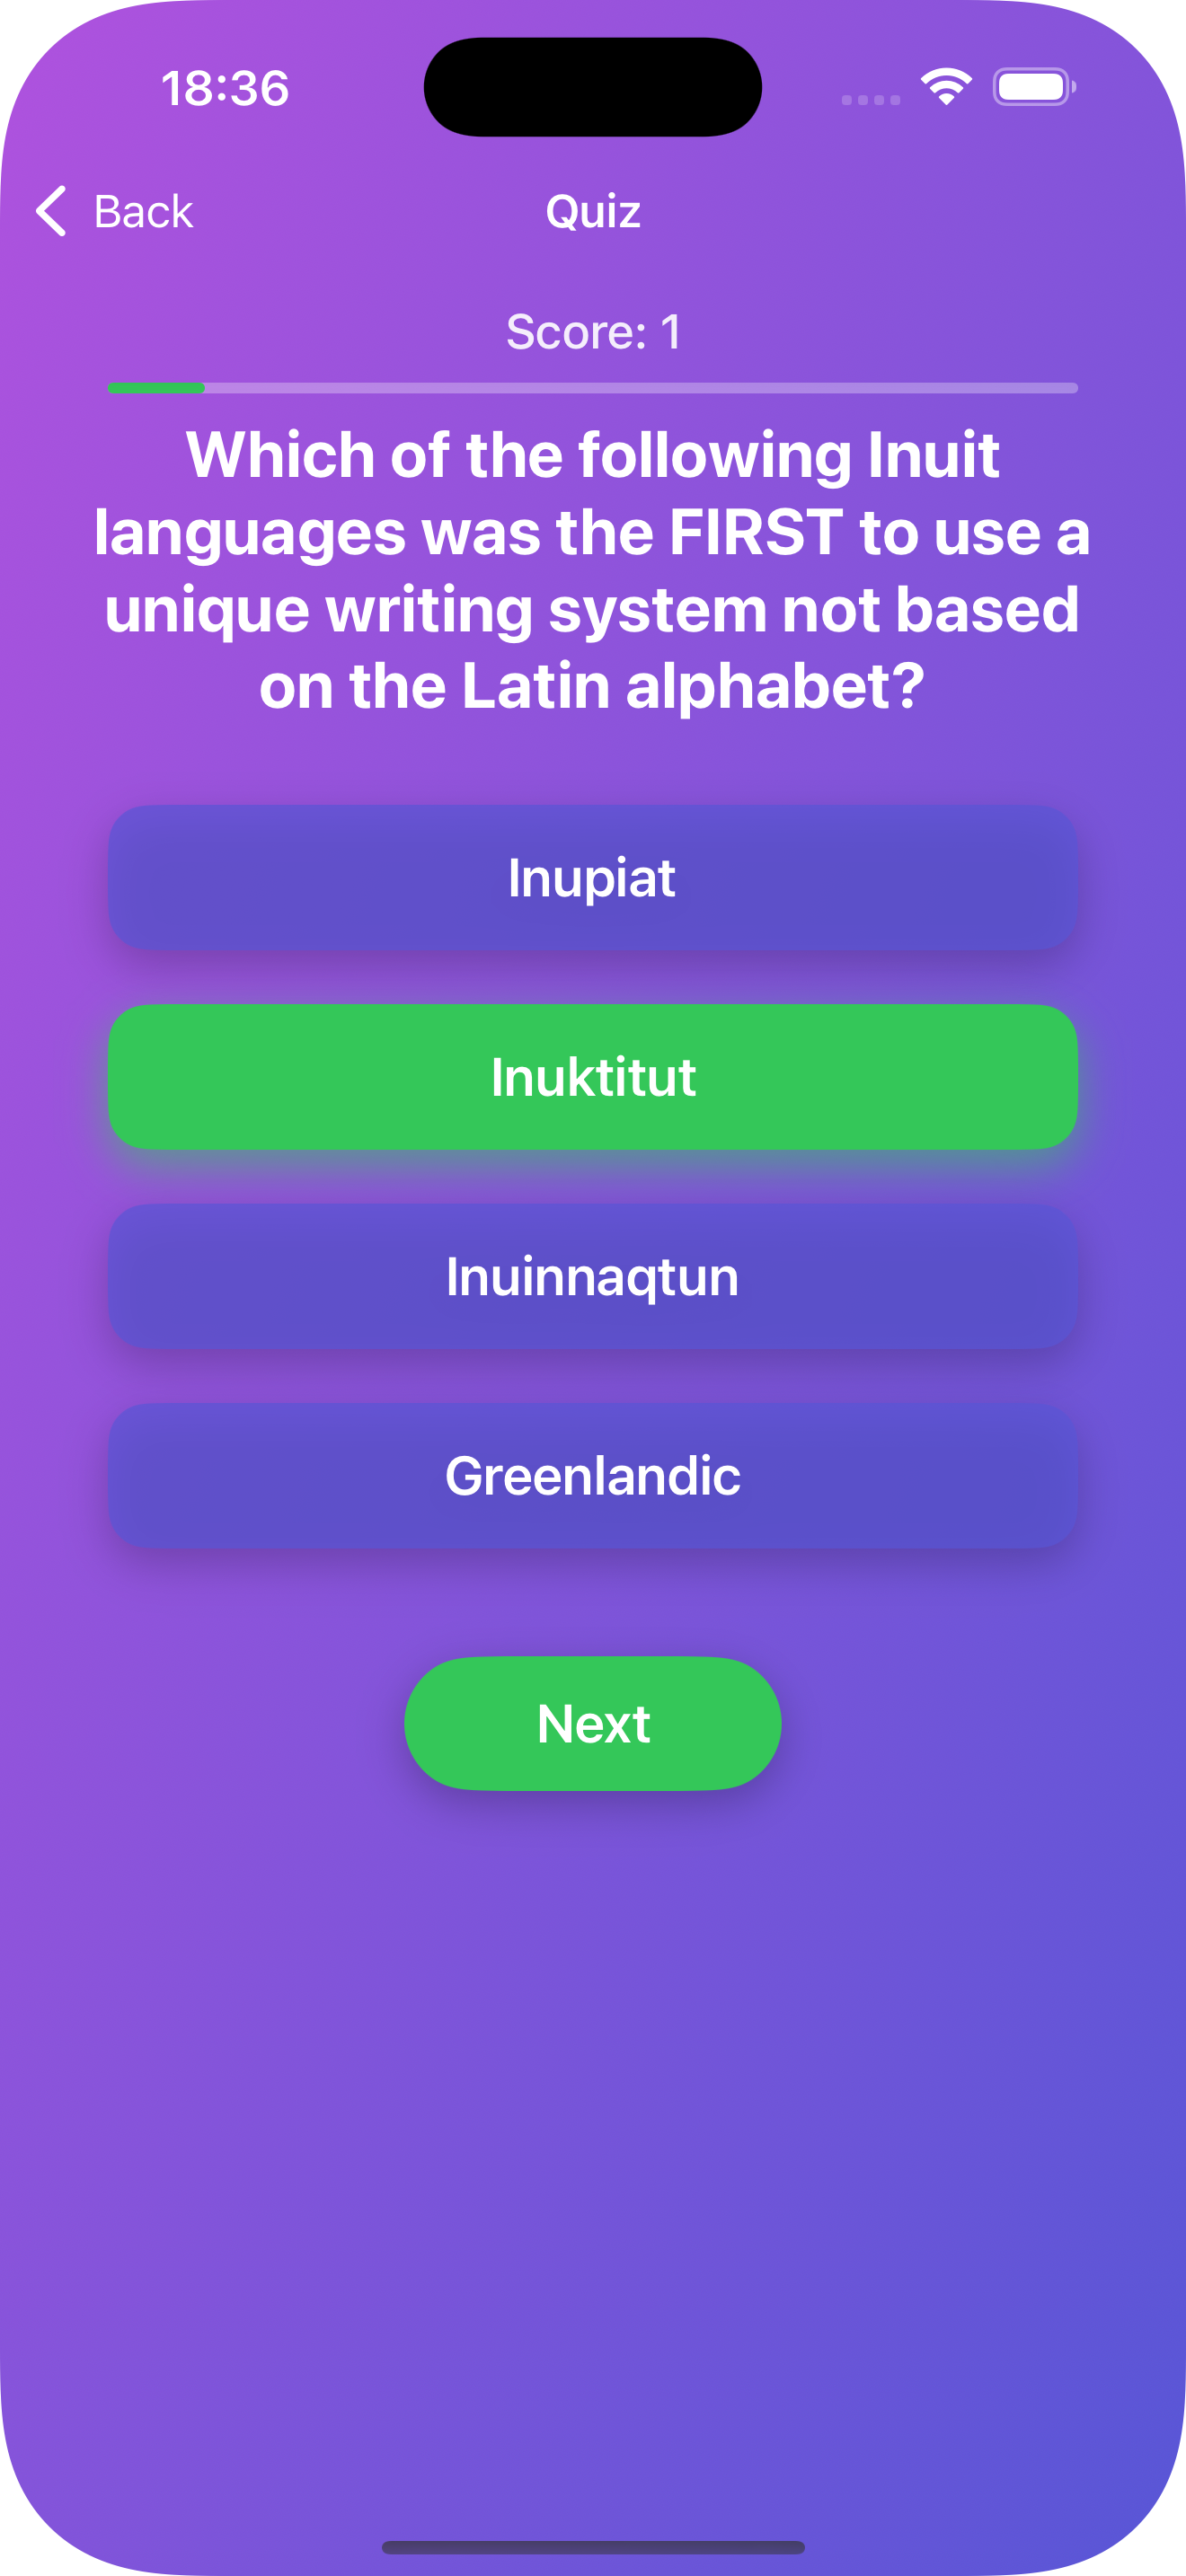 18:36
Back
Quiz
Score: 1
Which of the following Inuit
languages was the FIRST to use a
unique writing system not based
on the Latin alphabet?
Inupiat
Inuktitut
Inuinnaqtun
Greenlandic
Next